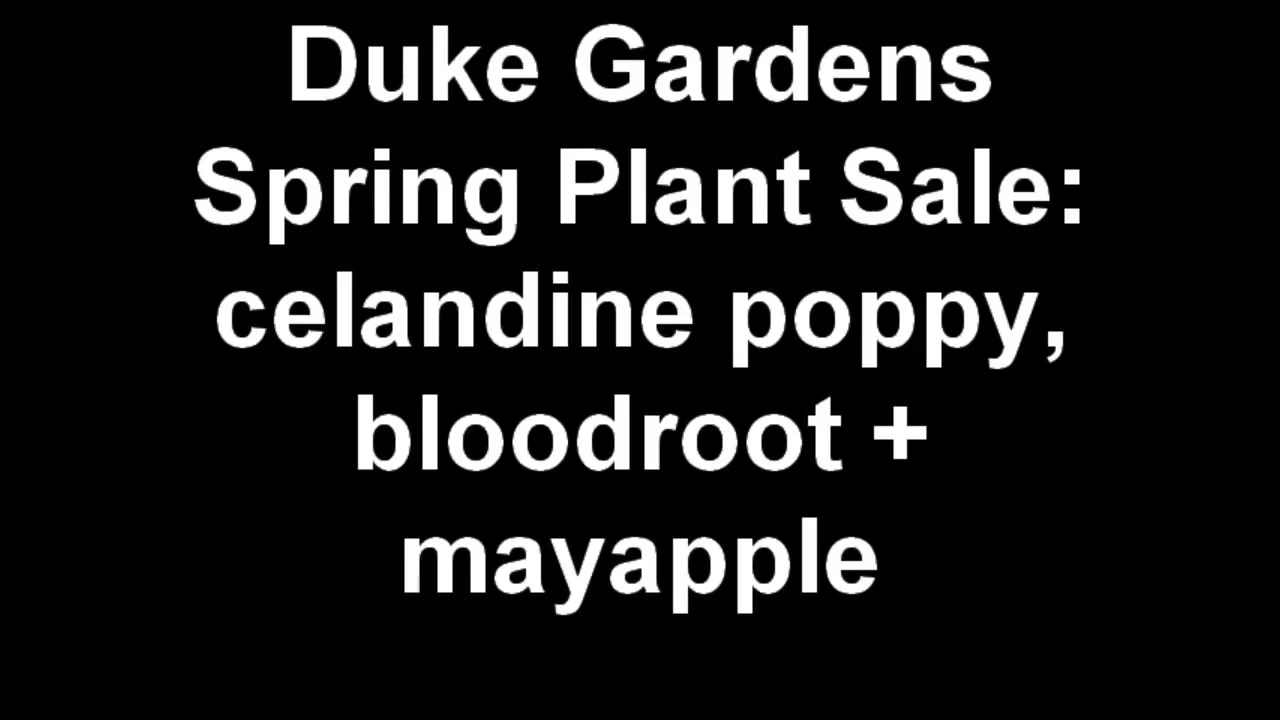 Duke Gardens
Spring Plant Sale:
celandine poppy,
bloodroot +
mayapple